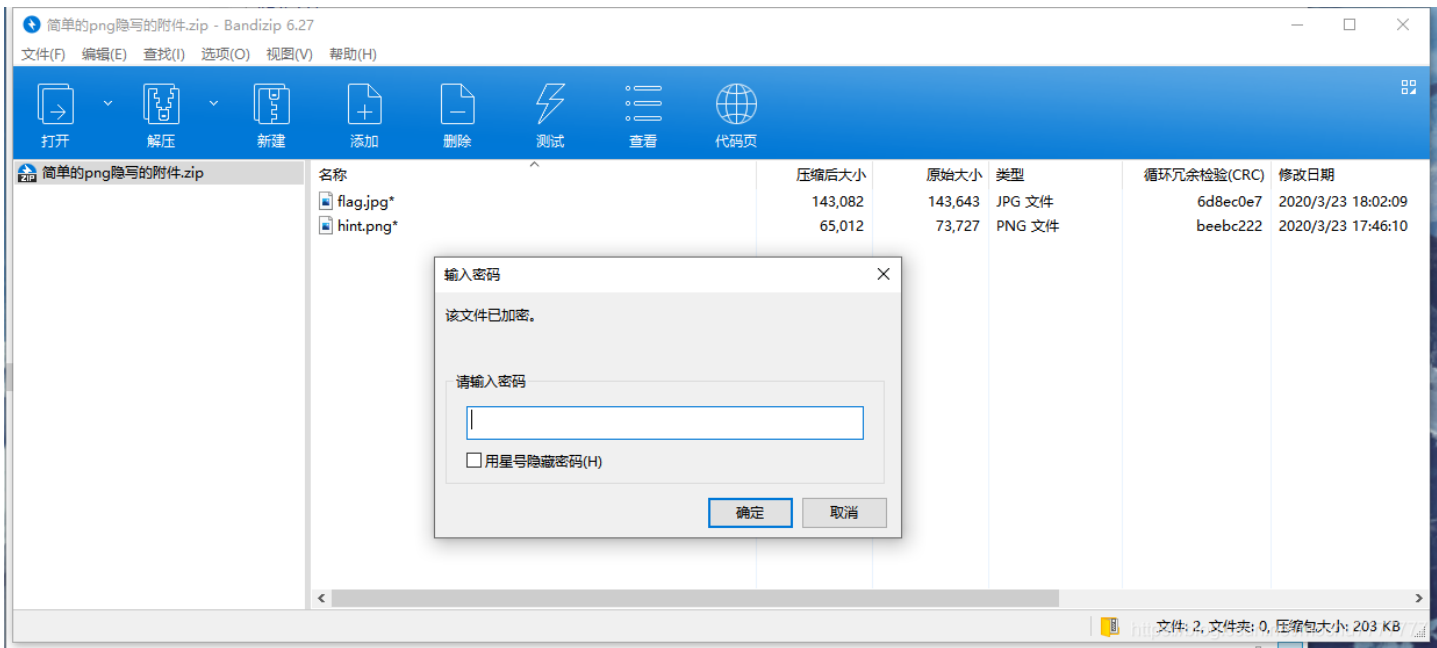 简单的png隐写的附件.zip - Bandizip 6.27
文件(F) 编辑(E) 查找(I) 选项(O) 视图(V) 帮助(H)
打开 解压 新建 添加 删除 测试 查看 代码页
简单的png隐写的附件.zip
名称 压缩后大小 原始大小 类型 循环冗余检验(CRC) 修改日期
flag.jpg* 143,082 143,643 JPG 文件 6d8ec0e7 2020/3/23 18:02:09
hint.png* 65,012 73,727 PNG 文件 beebc222 2020/3/23 17:46:10
输入密码
该文件已加密。
请输入密码
用星号隐藏密码(H)
确定 取消
文件: 2, 文件夹: 0, 压缩包大小: 203 KB